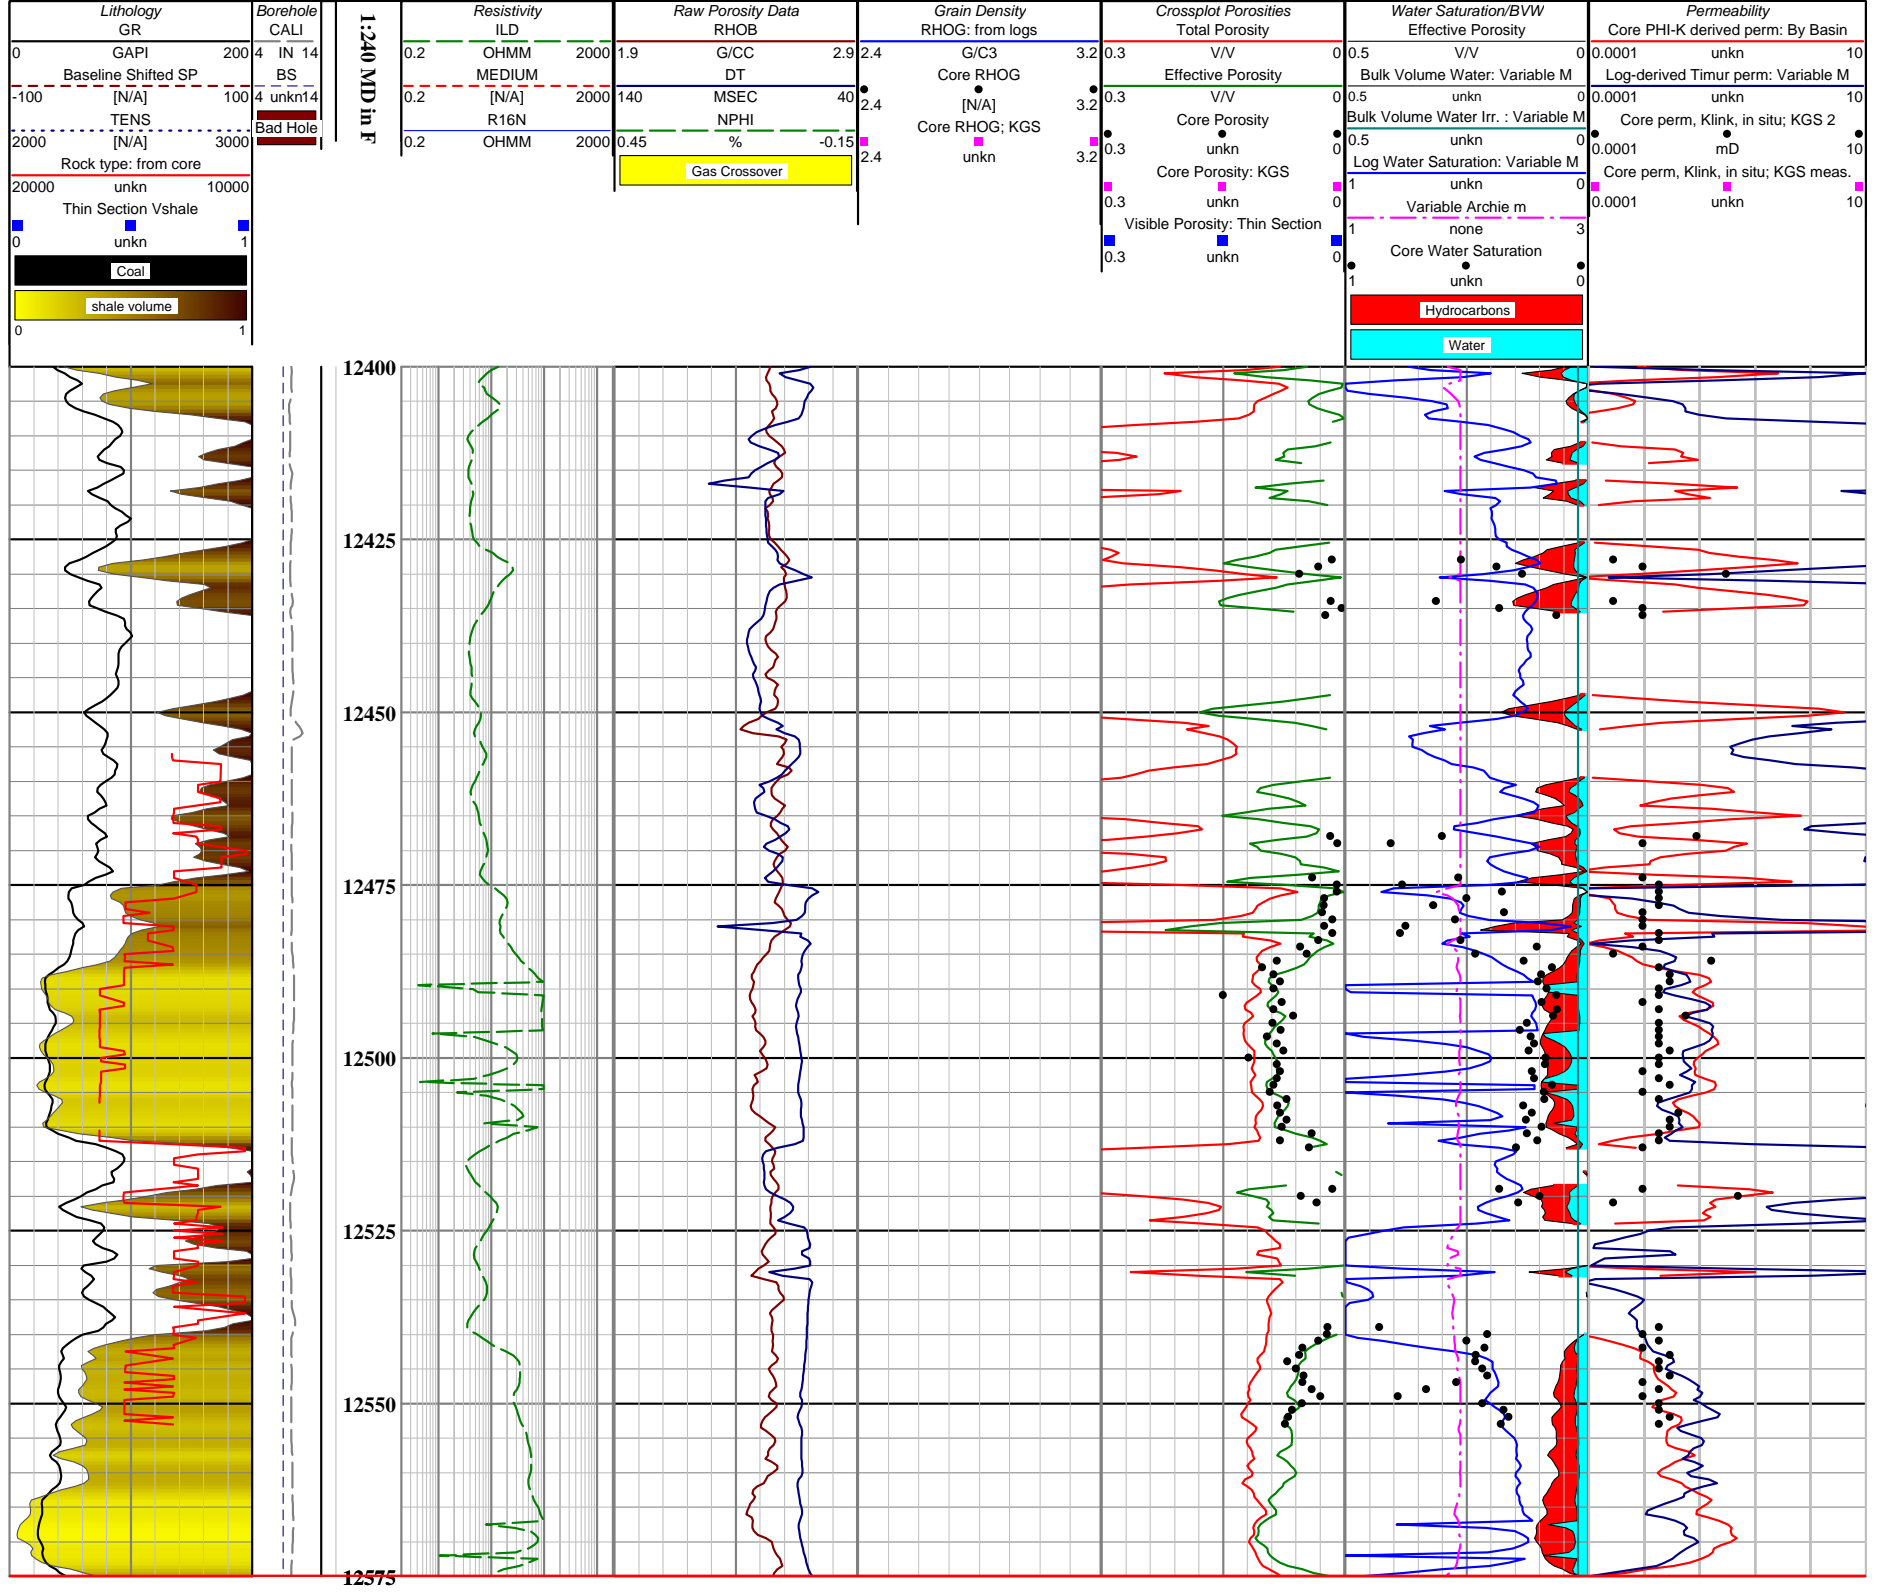 Lithology
GR
0 GAPI 200
Baseline Shifted SP
-100 [N/A] 100
TENS
2000 [N/A] 3000
Rock type: from core
20000 unkn 10000
Thin Section Vshale
0 unkn 1
Coal
shale volume
0 1
Borehole
CALI
4 IN 14
BS
4 unkn14
Bad Hole
1:240 MD in F
Resistivity
ILD
0.2 OHMM 2000
MEDIUM
0.2 [N/A] 2000
R16N
0.2 OHMM 2000
Raw Porosity Data
RHOB
1.9 G/CC 2.9
DT
140 MSEC 40
NPHI
0.45 % -0.15
Gas Crossover
Grain Density
RHOG: from logs
2.4 G/C3 3.2
Core RHOG
2.4 [N/A] 3.2
Core RHOG; KGS
2.4 unkn 3.2
Crossplot Porosities
Total Porosity
0.3 V/V 0
Effective Porosity
0.3 V/V 0
Core Porosity
0.3 unkn 0
Core Porosity: KGS
0.3 unkn 0
Visible Porosity: Thin Section
0.3 unkn 0
Water Saturation/BVW
Effective Porosity
0.5 V/V 0
Bulk Volume Water: Variable M
0.5 unkn 0
Bulk Volume Water Irr. : Variable M
0.5 unkn 0
Log Water Saturation: Variable M
1 unkn 0
Variable Archie m
1 none 3
Core Water Saturation
1 unkn 0
Hydrocarbons
Water
Permeability
Core PHI-K derived perm: By Basin
0.0001 unkn 10
Log-derived Timur perm: Variable M
0.0001 unkn 10
Core perm, Klink, in situ; KGS 2
0.0001 mD 10
Core perm, Klink, in situ; KGS meas.
0.0001 unkn 10
12400
12425
12450
12475
12500
12525
12550
12575